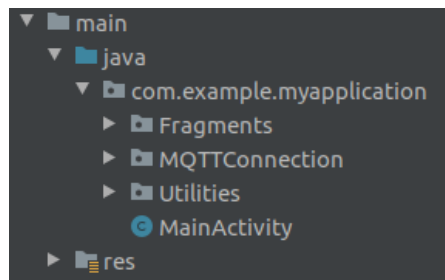 main
java
com.example.myapplication
Fragments
MQTTConnection
Utilities
MainActivity
res